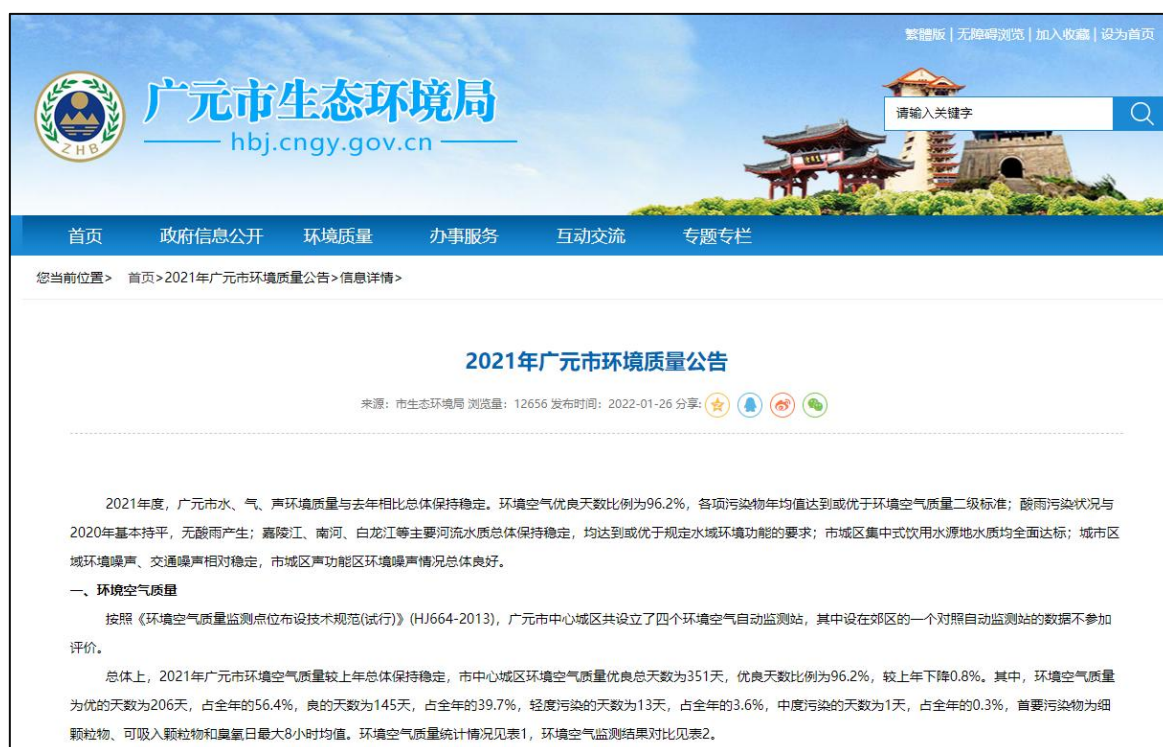 繁體版 | 无障碍浏览 | 加入收藏 | 设为首页
广元市生态环境局
hbj.cngy.gov.cn
ZHB
请输入关键字
首页 政府信息公开 环境质量 办事服务 互动交流 专题专栏
您当前位置> 首页>2021年广元市环境质量公告>信息详情>
2021年广元市环境质量公告
来源：市生态环境局 浏览量：12656 发布时间：2022-01-26 分享:
2021年度，广元市水、气、声环境质量与去年相比总体保持稳定。环境空气优良天数比例为96.2%，各项污染物年均值达到或优于环境空气质量二级标准；酸雨污染状况与
2020年基本持平，无酸雨产生；嘉陵江、南河、白龙江等主要河流水质总体保持稳定，均达到或优于规定水域环境功能的要求；市城区集中式饮用水源地水质均全面达标；城市区
域环境噪声、交通噪声相对稳定，市城区声功能区环境噪声情况总体良好。
一、环境空气质量
按照《环境空气质量监测点位布设技术规范(试行)》(HJ664-2013)，广元市中心城区共设立了四个环境空气自动监测站，其中设在郊区的一个对照自动监测站的数据不参加
评价。
总体上，2021年广元市环境空气质量较上年总体保持稳定，市中心城区环境空气质量优良总天数为351天，优良天数比例为96.2%，较上年下降0.8%。其中，环境空气质量
为优的天数为206天，占全年的56.4%，良的天数为145天，占全年的39.7%，轻度污染的天数为13天，占全年的3.6%，中度污染的天数为1天，占全年的0.3%，首要污染物为细
颗粒物、可吸入颗粒物和臭氧日最大8小时均值。环境空气质量统计情况见表1，环境空气监测结果对比见表2。